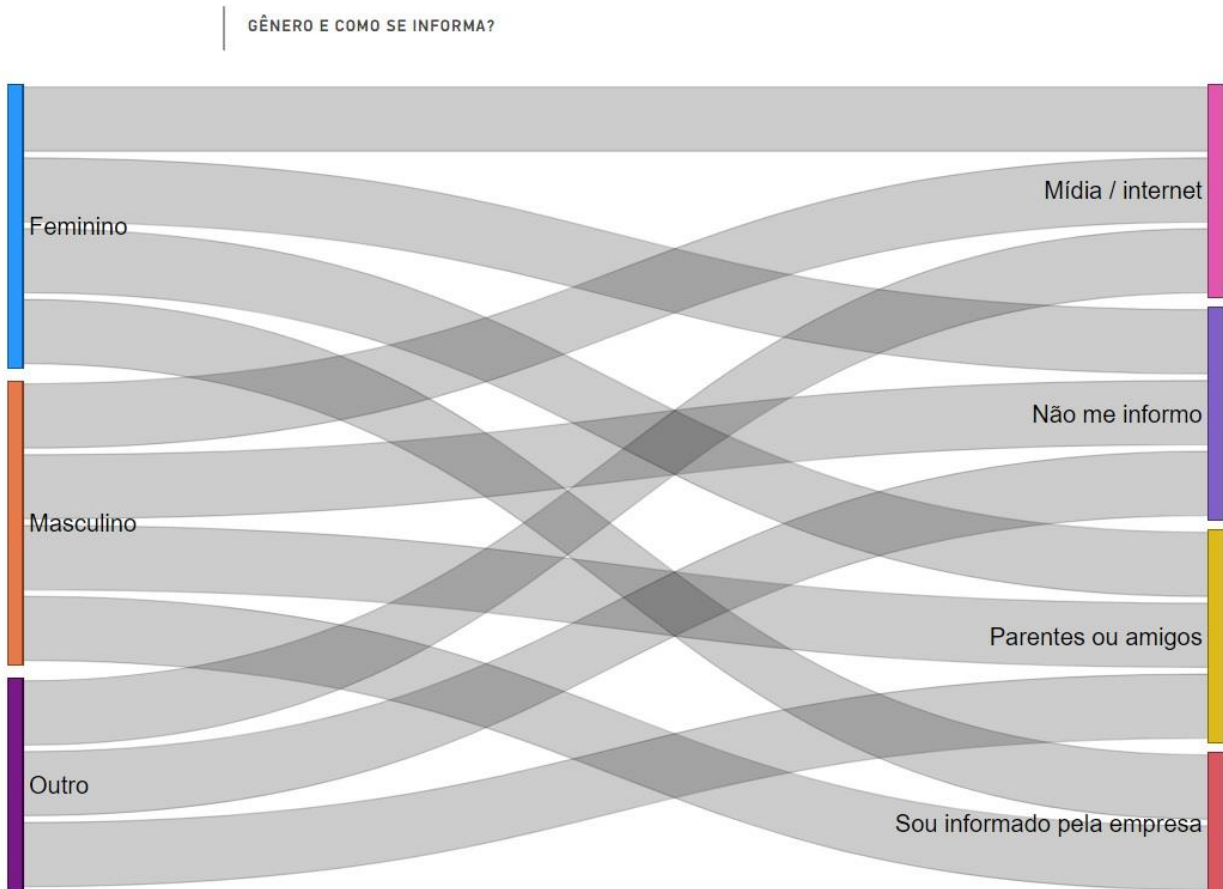 GÊNERO E COMO SE INFORMA?
Mídia / internet
Feminino
Não me informo
Masculino
Parentes ou amigos
Outro
Sou informado pela empresa